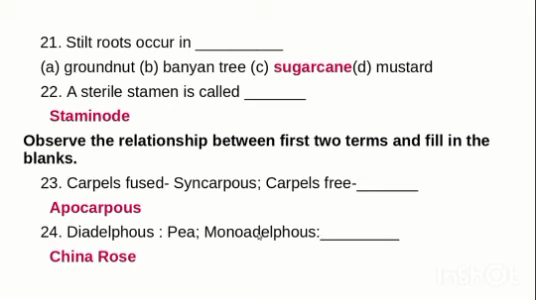 21. Stilt roots occur in __________
(a) groundnut (b) banyan tree (c) sugarcane(d) mustard
22. A sterile stamen is called _______
Staminode
Observe the relationship between first two terms and fill in the
blanks.
23. Carpels fused- Syncarpous; Carpels free-_______
Apocarpous
24. Diadelphous : Pea; Monoadelphous:_________
China Rose
InShOt